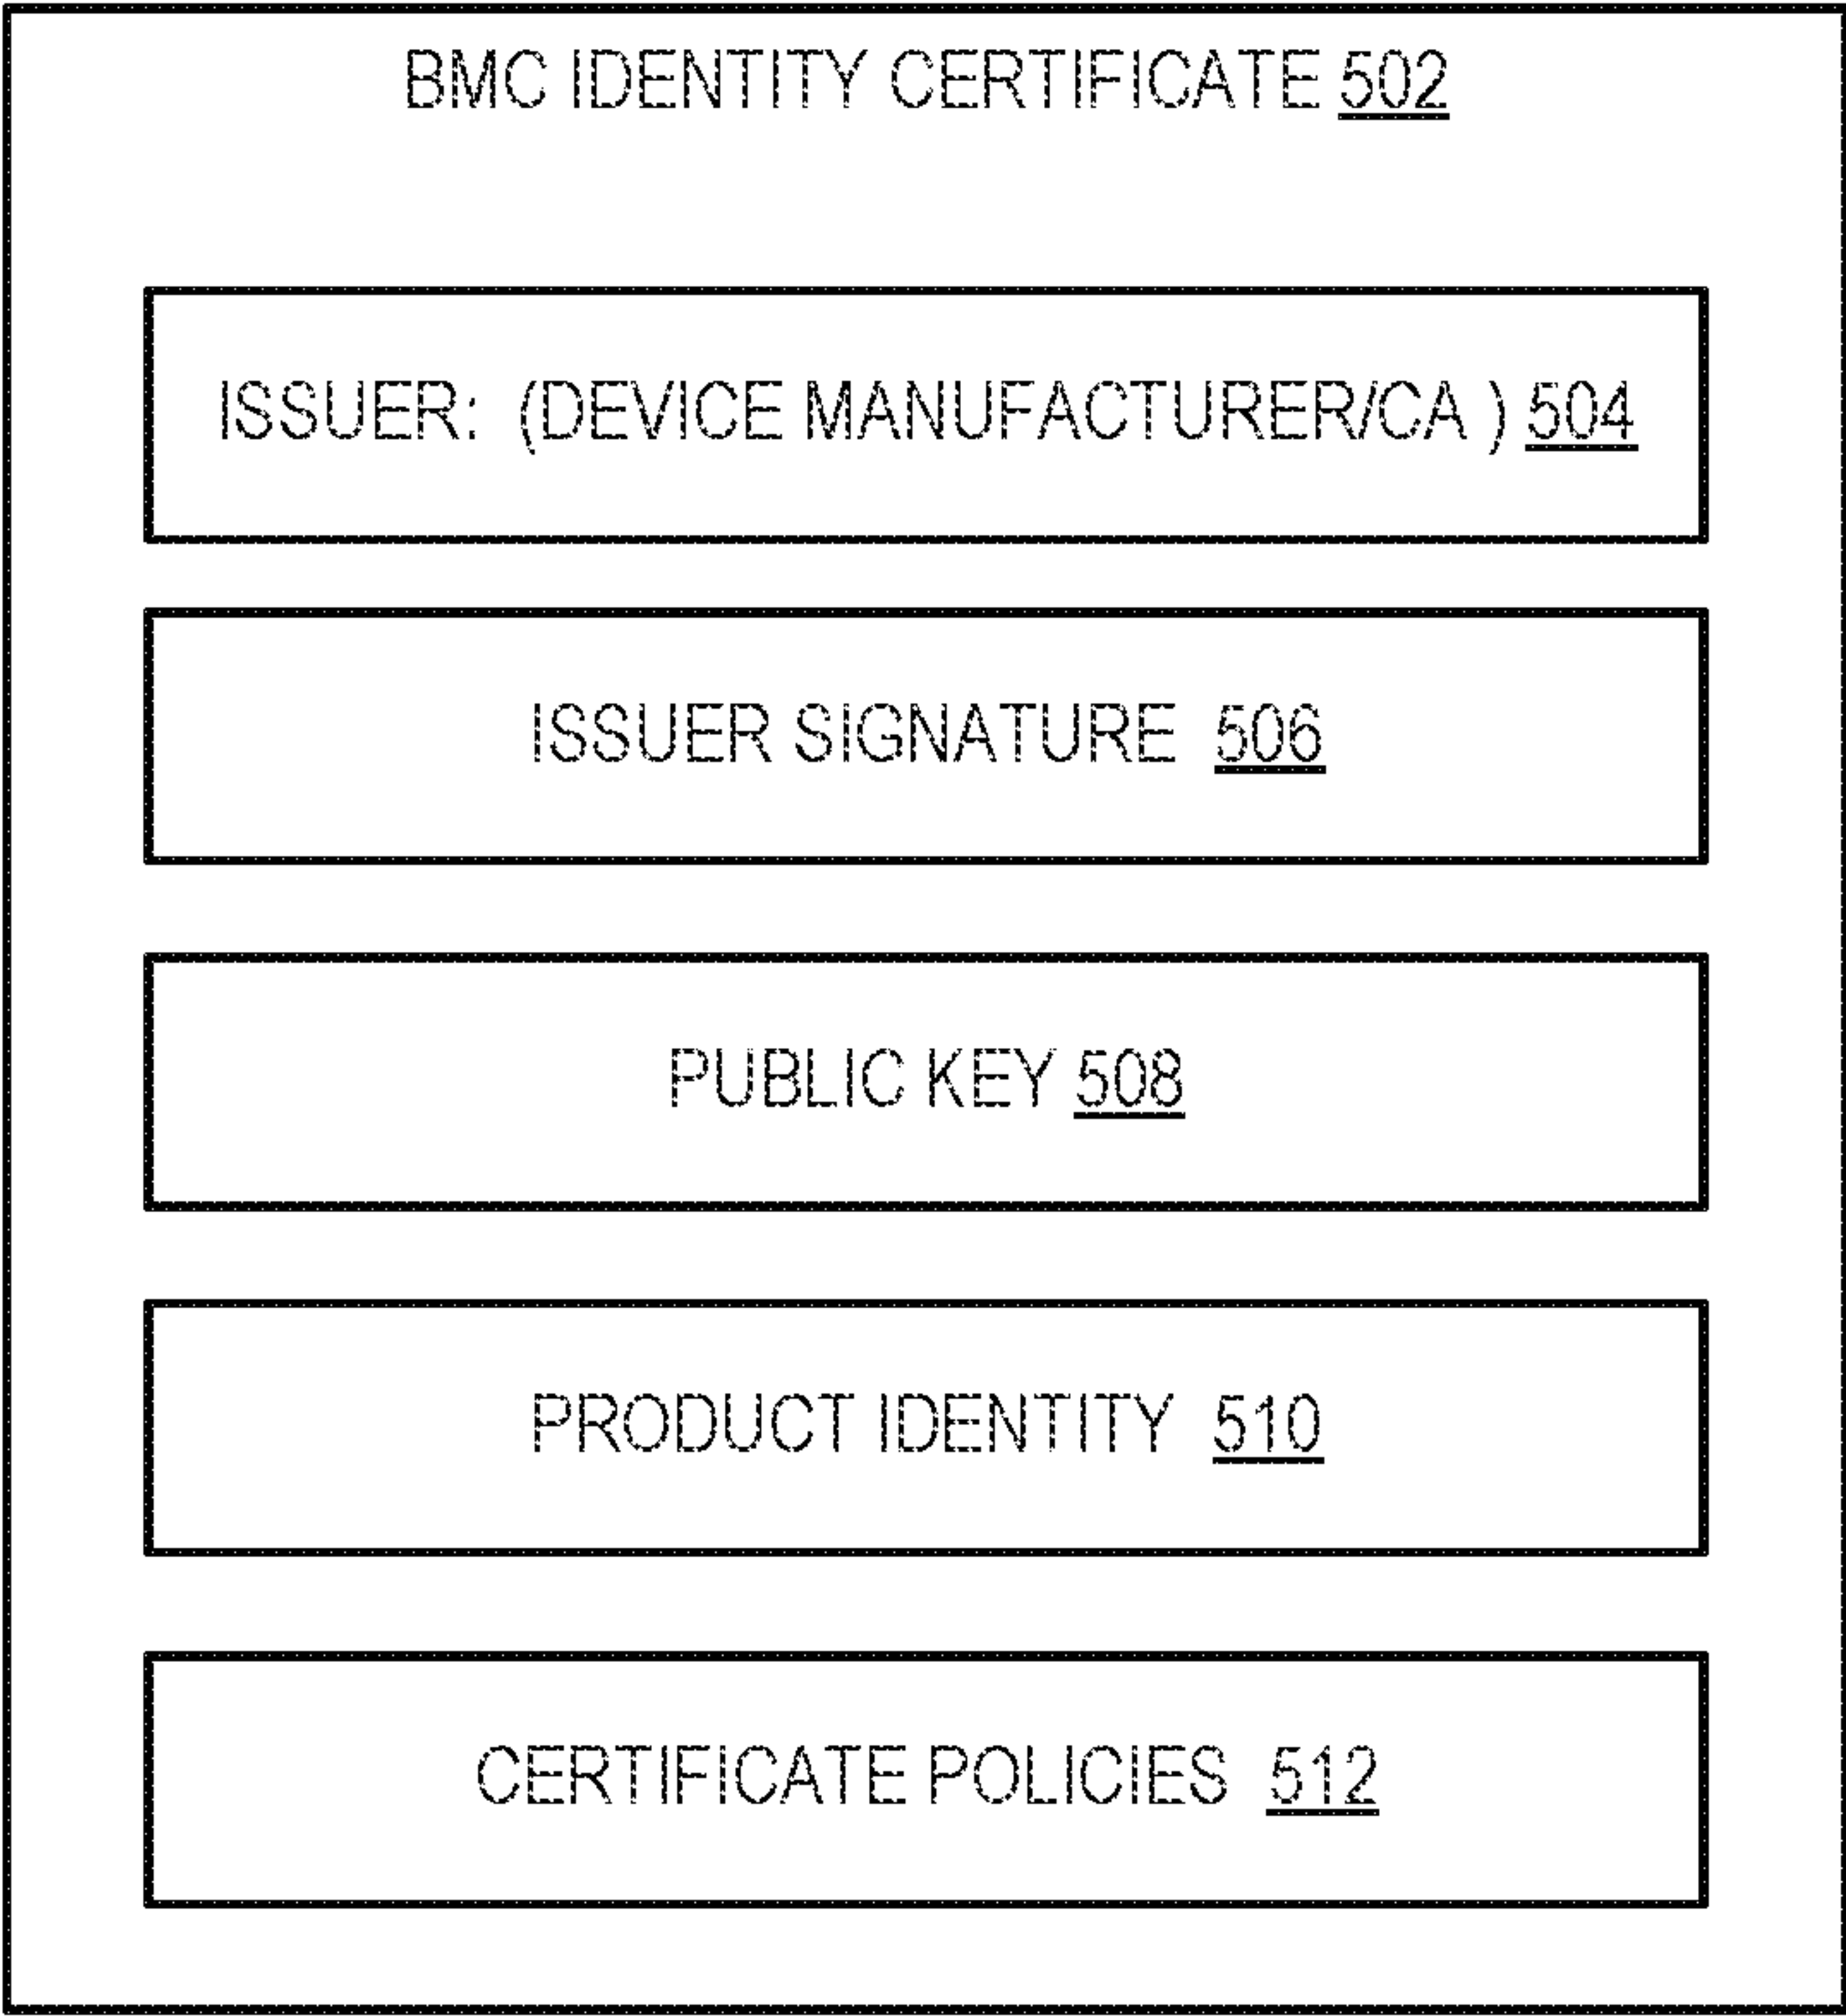 BMC IDENTITY CERTIFICATE 502
ISSUER: (DEVICE MANUFACTURER/CA ) 504
ISSUER SIGNATURE 506
PUBLIC KEY 508
PRODUCT IDENTITY 510
CERTIFICATE POLICIES 512